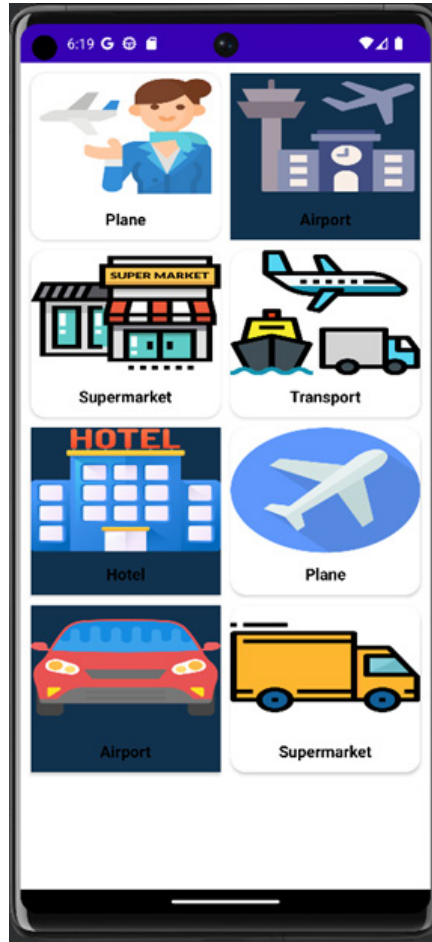 6:19 G
Plane
Airport
SUPER MARKET
Supermarket
Transport
HOTEL
Hotel
Plane
Airport
Supermarket